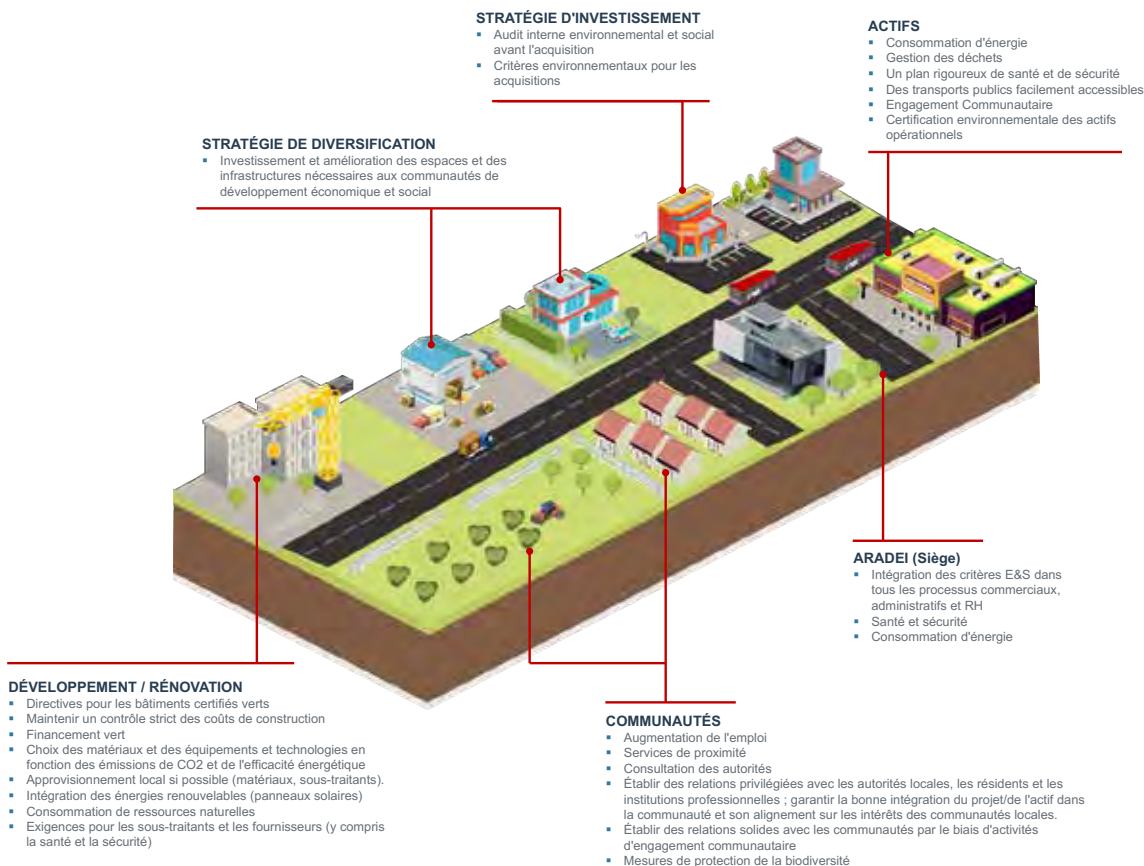 STRATÉGIE D'INVESTISSEMENT
▪ Audit interne environnemental et social
avant l'acquisition
▪ Critères environnementaux pour les
acquisitions
ACTIFS
▪ Consommation d'énergie
▪ Gestion des déchets
▪ Un plan rigoureux de santé et de sécurité
▪ Des transports publics facilement accessibles
▪ Engagement Communautaire
▪ Certification environnementale des actifs
opérationnels
STRATÉGIE DE DIVERSIFICATION
▪ Investissement et amélioration des espaces et des
infrastructures nécessaires aux communautés de
développement économique et social
ARADEI (Siège)
▪ Intégration des critères E&S dans
tous les processus commerciaux,
administratifs et RH
▪ Santé et sécurité
▪ Consommation d'énergie
DÉVELOPPEMENT / RÉNOVATION
▪ Directives pour les bâtiments certifiés verts
▪ Maintenir un contrôle strict des coûts de construction
▪ Financement vert
▪ Choix des matériaux et des équipements et technologies en
fonction des émissions de CO2 et de l'efficacité énergétique
▪ Approvisionnement local si possible (matériaux, sous-traitants).
▪ Intégration des énergies renouvelables (panneaux solaires)
▪ Consommation de ressources naturelles
▪ Exigences pour les sous-traitants et les fournisseurs (y compris
la santé et la sécurité)
COMMUNAUTÉS
▪ Augmentation de l'emploi
▪ Services de proximité
▪ Consultation des autorités
▪ Établir des relations privilégiées avec les autorités locales, les résidents et les
institutions professionnelles ; garantir la bonne intégration du projet/de l'actif dans
la communauté et son alignement sur les intérêts des communautés locales.
▪ Établir des relations solides avec les communautés par le biais d'activités
d'engagement communautaire
▪ Mesures de protection de la biodiversité